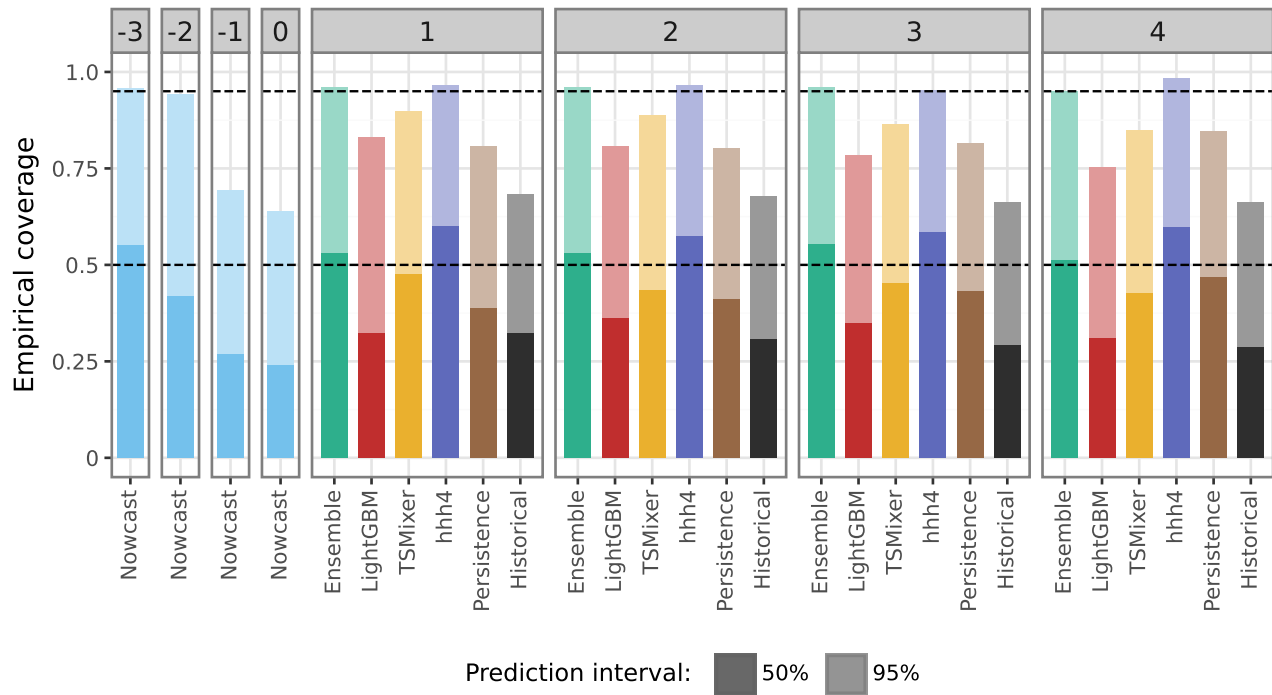 -3 -2 -1 0 1 2 3 4
Empirical coverage
1.0
0.75
0.5
0.25
0
Nowcast Nowcast Nowcast Nowcast Ensemble LightGBM TSMixer hhh4 Persistence Historical Ensemble LightGBM TSMixer hhh4 Persistence Historical Ensemble LightGBM TSMixer hhh4 Persistence Historical Ensemble LightGBM TSMixer hhh4 Persistence Historical
Prediction interval: 50% 95%